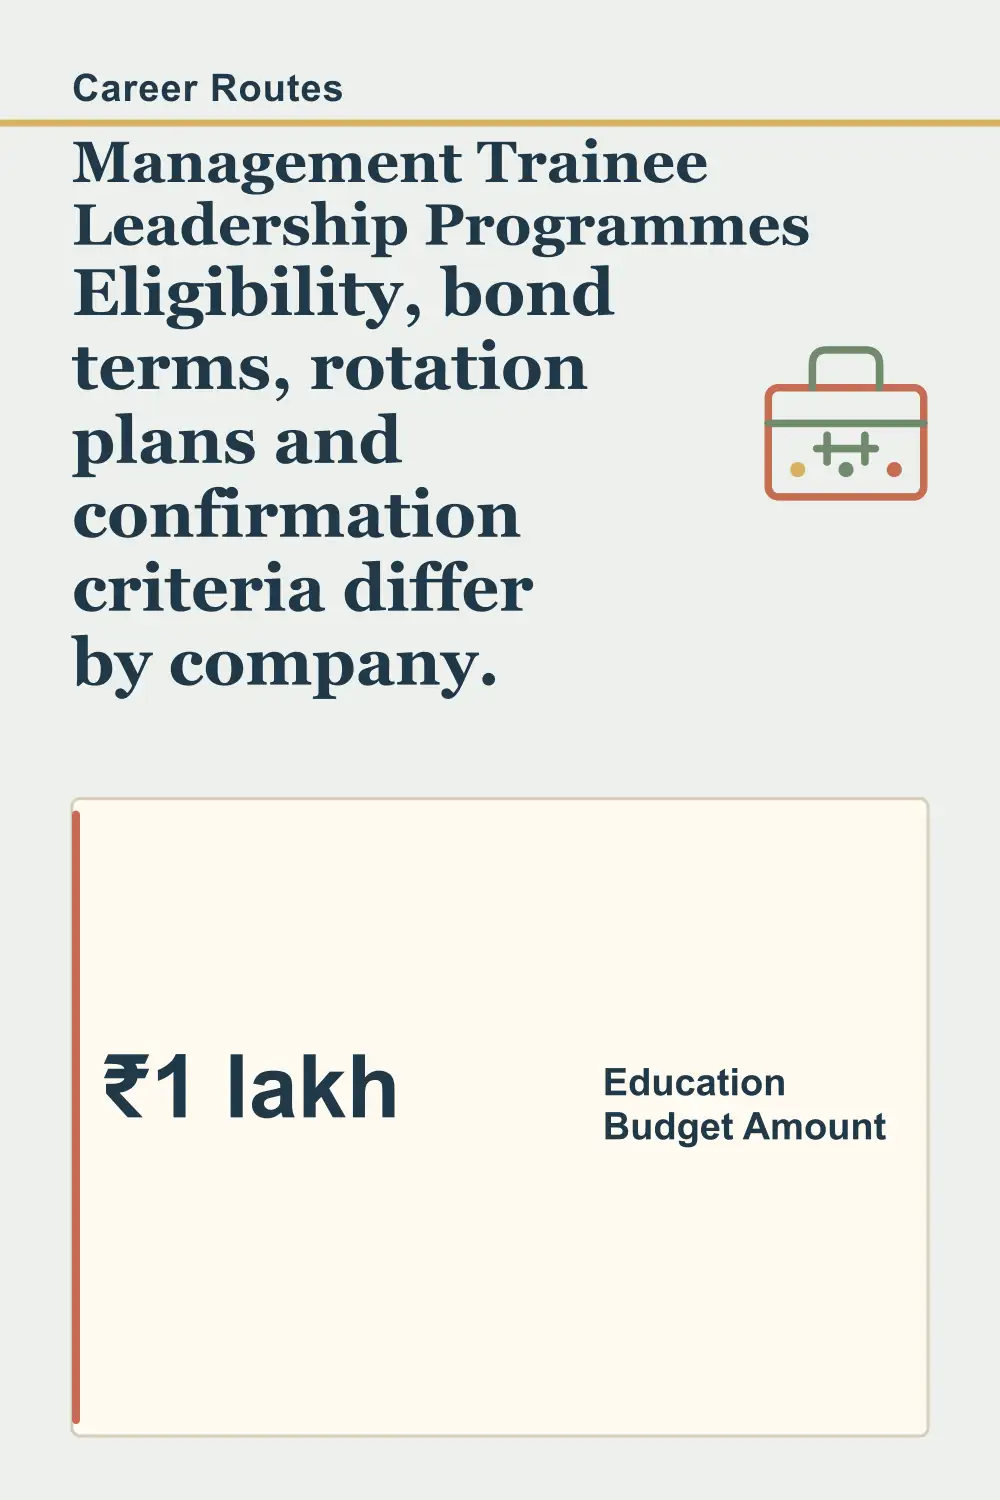 Career Routes
Management Trainee
Leadership Programmes
Eligibility, bond
terms, rotation
plans and
confirmation
criteria differ
by company.
₹1 lakh
Education
Budget Amount